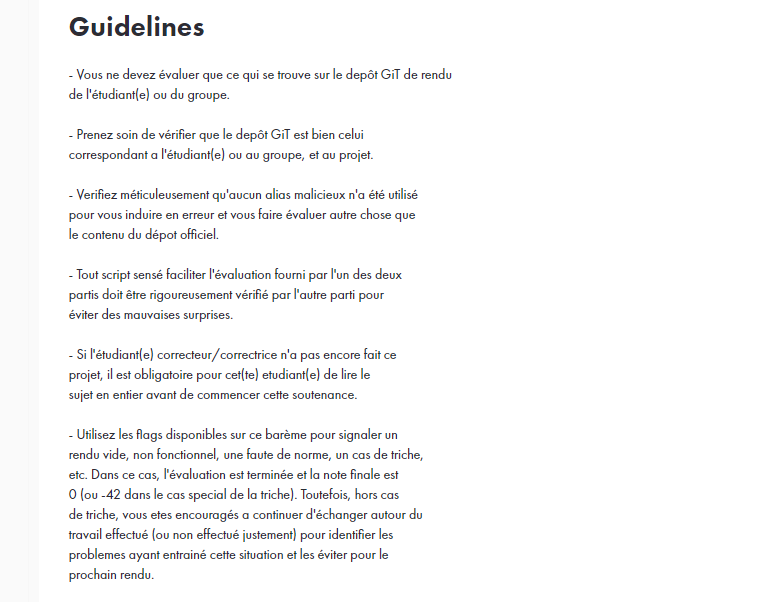 Guidelines
- Vous ne devez évaluer que ce qui se trouve sur le depôt GiT de rendu
de l'étudiant(e) ou du groupe.
- Prenez soin de vérifier que le depôt GiT est bien celui
correspondant a l'étudiant(e) ou au groupe, et au projet.
- Verifiez méticuleusement qu'aucun alias malicieux n'a été utilisé
pour vous induire en erreur et vous faire évaluer autre chose que
le contenu du dépot officiel.
- Tout script sensé faciliter l'évaluation fourni par l'un des deux
partis doit être rigoureusement vérifié par l'autre parti pour
éviter des mauvaises surprises.
- Si l'étudiant(e) correcteur/correctrice n'a pas encore fait ce
projet, il est obligatoire pour cet(te) etudiant(e) de lire le
sujet en entier avant de commencer cette soutenance.
- Utilisez les flags disponibles sur ce barème pour signaler un
rendu vide, non fonctionnel, une faute de norme, un cas de triche,
etc. Dans ce cas, l'évaluation est terminée et la note finale est
0 (ou -42 dans le cas special de la triche). Toutefois, hors cas
de triche, vous etes encouragés a continuer d'échanger autour du
travail effectué (ou non effectué justement) pour identifier les
problemes ayant entrainé cette situation et les éviter pour le
prochain rendu.